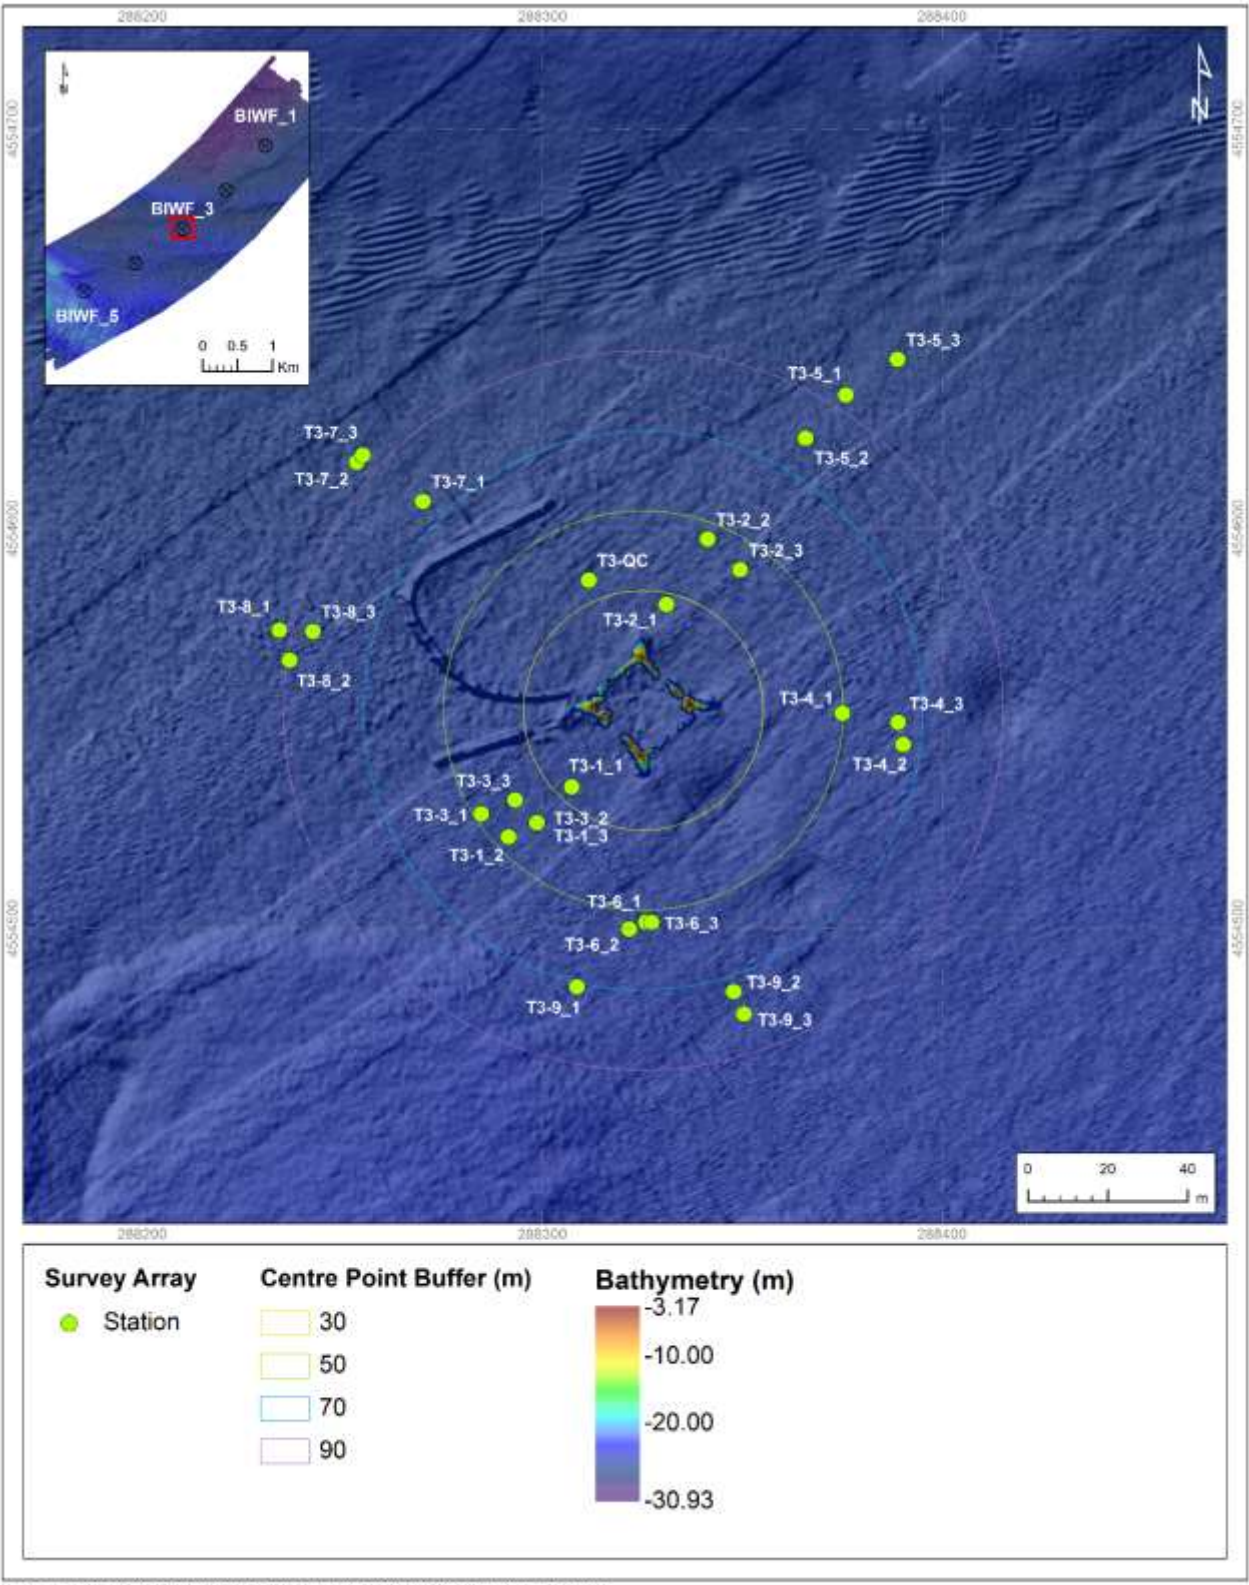 288200
288300
288400
4554700
4554700
N
BIWF_1
BIWF_3
BIWF_5
0 0.5 1
Km
T3-5_3
T3-5_1
T3-5_2
T3-7_3
T3-7_2
T3-7_1
4554600
4554600
T3-2_2
T3-2_3
T3-QC
T3-2_1
T3-8_1
T3-8_3
T3-8_2
T3-4_1
T3-4_3
T3-4_2
T3-1_1
T3-3_3
T3-3_1
T3-3_2
T3-1_3
T3-1_2
T3-6_1
T3-6_3
T3-6_2
4554500
4554500
T3-9_1
T3-9_2
T3-9_3
0 20 40
m
288200
288300
288400
Survey Array
Station
Centre Point Buffer (m)
30
50
70
90
Bathymetry (m)
-3.17
-10.00
-20.00
-30.93